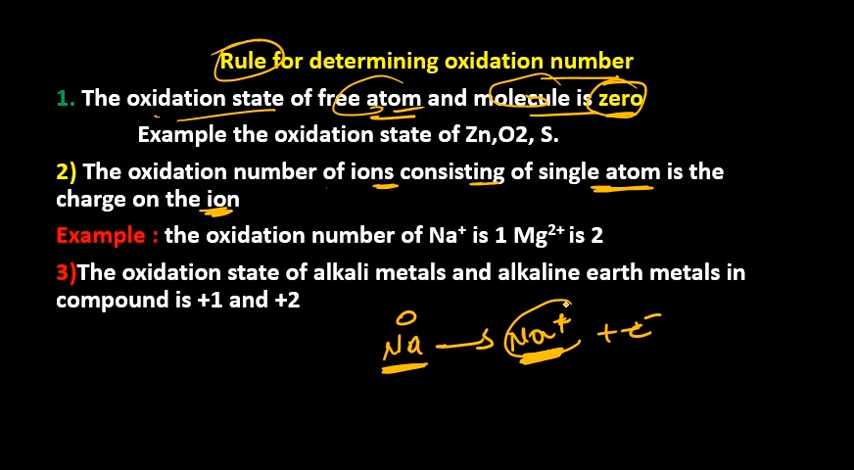 Rule for determining oxidation number
1. The oxidation state of free atom and molecule is zero
Example the oxidation state of Zn,O2, S.
2) The oxidation number of ions consisting of single atom is the
charge on the ion
Example : the oxidation number of Na⁺ is 1 Mg²⁺ is 2
3)The oxidation state of alkali metals and alkaline earth metals in
compound is +1 and +2
0
Na → Na⁺ + e⁻